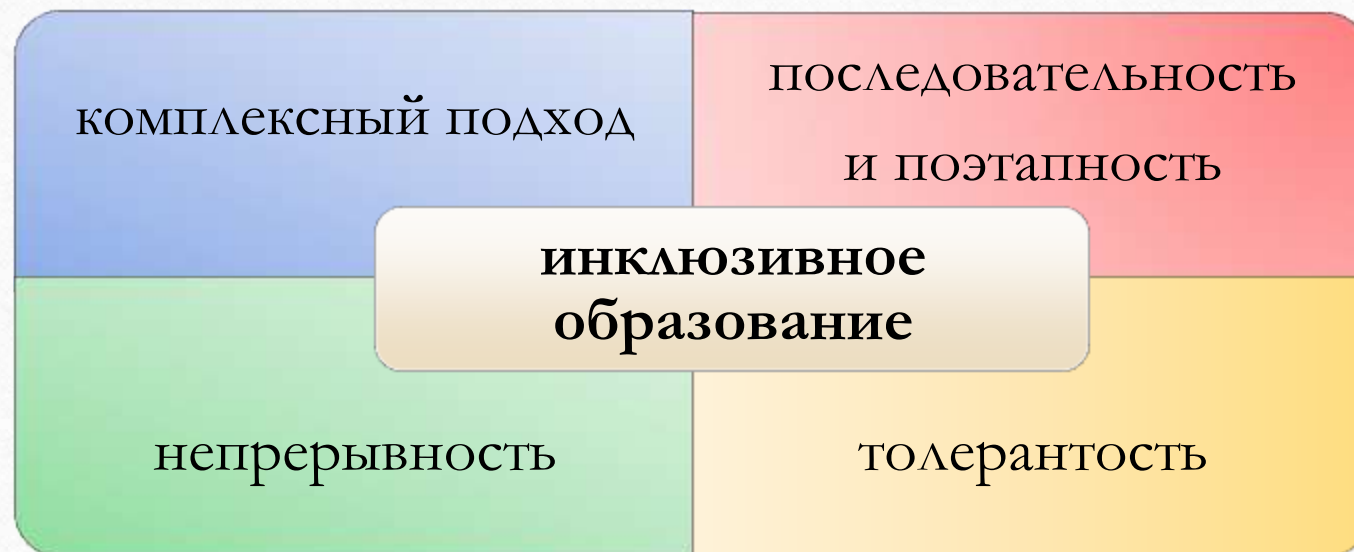 комплексный подход
последовательность
и поэтапность
инклюзивное
образование
непрерывность
толерантость